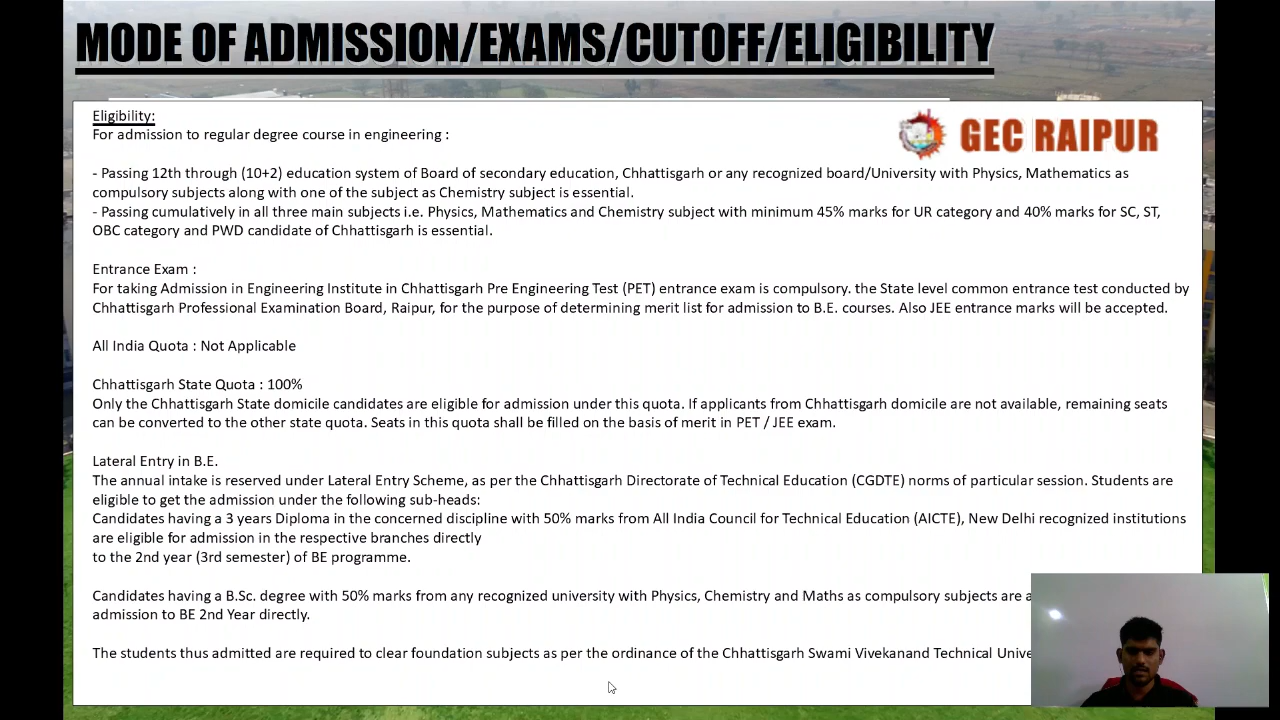 MODE OF ADMISSION/EXAMS/CUTOFF/ELIGIBILITY
GEC RAIPUR
Eligibility:
For admission to regular degree course in engineering :
- Passing 12th through (10+2) education system of Board of secondary education, Chhattisgarh or any recognized board/University with Physics, Mathematics as
compulsory subjects along with one of the subject as Chemistry subject is essential.
- Passing cumulatively in all three main subjects i.e. Physics, Mathematics and Chemistry subject with minimum 45% marks for UR category and 40% marks for SC, ST,
OBC category and PWD candidate of Chhattisgarh is essential.
Entrance Exam :
For taking Admission in Engineering Institute in Chhattisgarh Pre Engineering Test (PET) entrance exam is compulsory. the State level common entrance test conducted by
Chhattisgarh Professional Examination Board, Raipur, for the purpose of determining merit list for admission to B.E. courses. Also JEE entrance marks will be accepted.
All India Quota : Not Applicable
Chhattisgarh State Quota : 100%
Only the Chhattisgarh State domicile candidates are eligible for admission under this quota. If applicants from Chhattisgarh domicile are not available, remaining seats
can be converted to the other state quota. Seats in this quota shall be filled on the basis of merit in PET / JEE exam.
Lateral Entry in B.E.
The annual intake is reserved under Lateral Entry Scheme, as per the Chhattisgarh Directorate of Technical Education (CGDTE) norms of particular session. Students are
eligible to get the admission under the following sub-heads:
Candidates having a 3 years Diploma in the concerned discipline with 50% marks from All India Council for Technical Education (AICTE), New Delhi recognized institutions
are eligible for admission in the respective branches directly
to the 2nd year (3rd semester) of BE programme.
Candidates having a B.Sc. degree with 50% marks from any recognized university with Physics, Chemistry and Maths as compulsory subjects are
admission to BE 2nd Year directly.
The students thus admitted are required to clear foundation subjects as per the ordinance of the Chhattisgarh Swami Vivekanand Technical